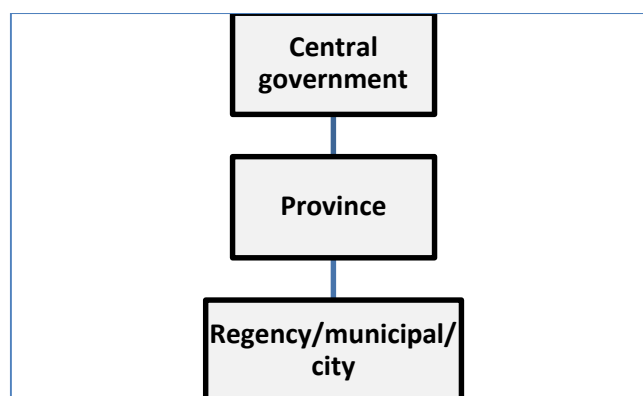 Central
government
Province
Regency/municipal/
city